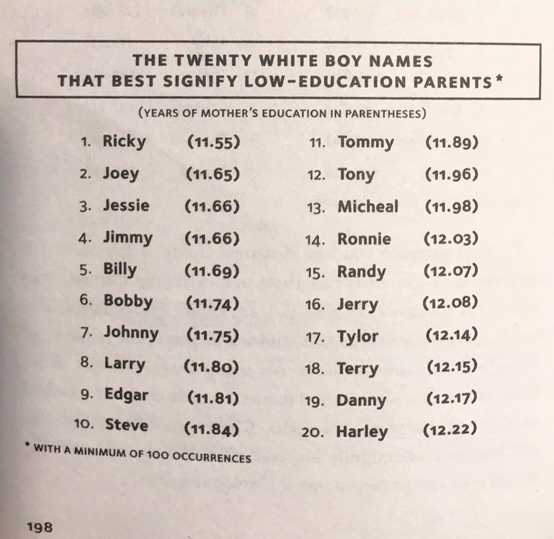 THE TWENTY WHITE BOY NAMES
THAT BEST SIGNIFY LOW-EDUCATION PARENTS*
(YEARS OF MOTHER'S EDUCATION IN PARENTHESES)
1. Ricky (11.55)
2. Joey (11.65)
3. Jessie (11.66)
4. Jimmy (11.66)
5. Billy (11.69)
6. Bobby (11.74)
7. Johnny (11.75)
8. Larry (11.80)
9. Edgar (11.81)
10. Steve (11.84)
11. Tommy (11.89)
12. Tony (11.96)
13. Micheal (11.98)
14. Ronnie (12.03)
15. Randy (12.07)
16. Jerry (12.08)
17. Tylor (12.14)
18. Terry (12.15)
19. Danny (12.17)
20. Harley (12.22)
* WITH A MINIMUM OF 100 OCCURRENCES
198